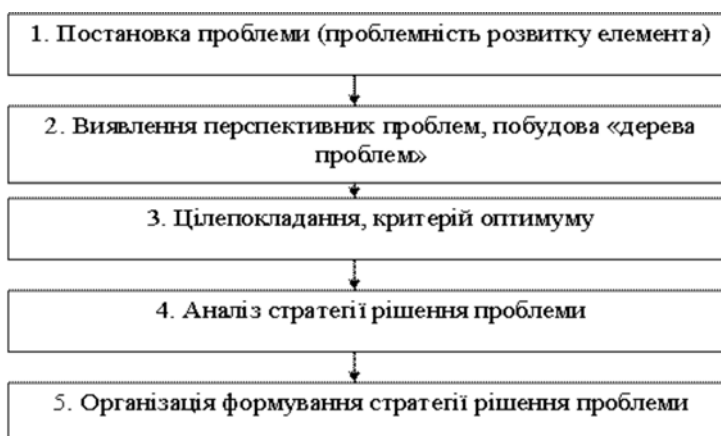 1. Постановка проблеми (проблемність розвитку елемента)
2. Виявлення перспективних проблем, побудова «дерева
проблем»
3. Цілепокладання, критерій оптимуму
4. Аналіз стратегії рішення проблеми
5. Організація формування стратегії рішення проблеми